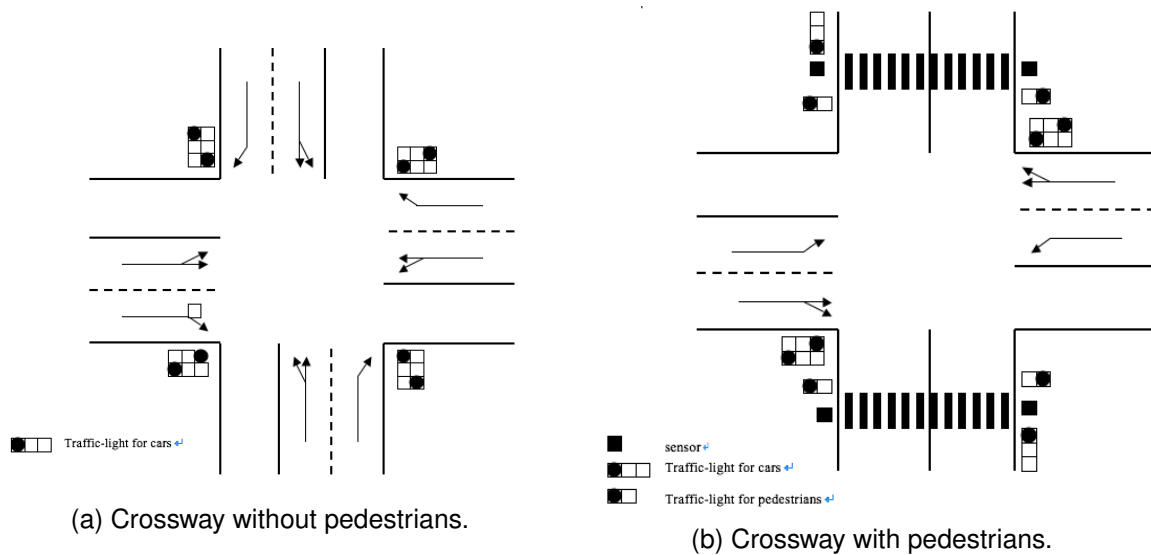 Traffic-light for cars ↵
(a) Crossway without pedestrians.
sensor↵
Traffic-light for cars ↵
Traffic-light for pedestrians↵
(b) Crossway with pedestrians.